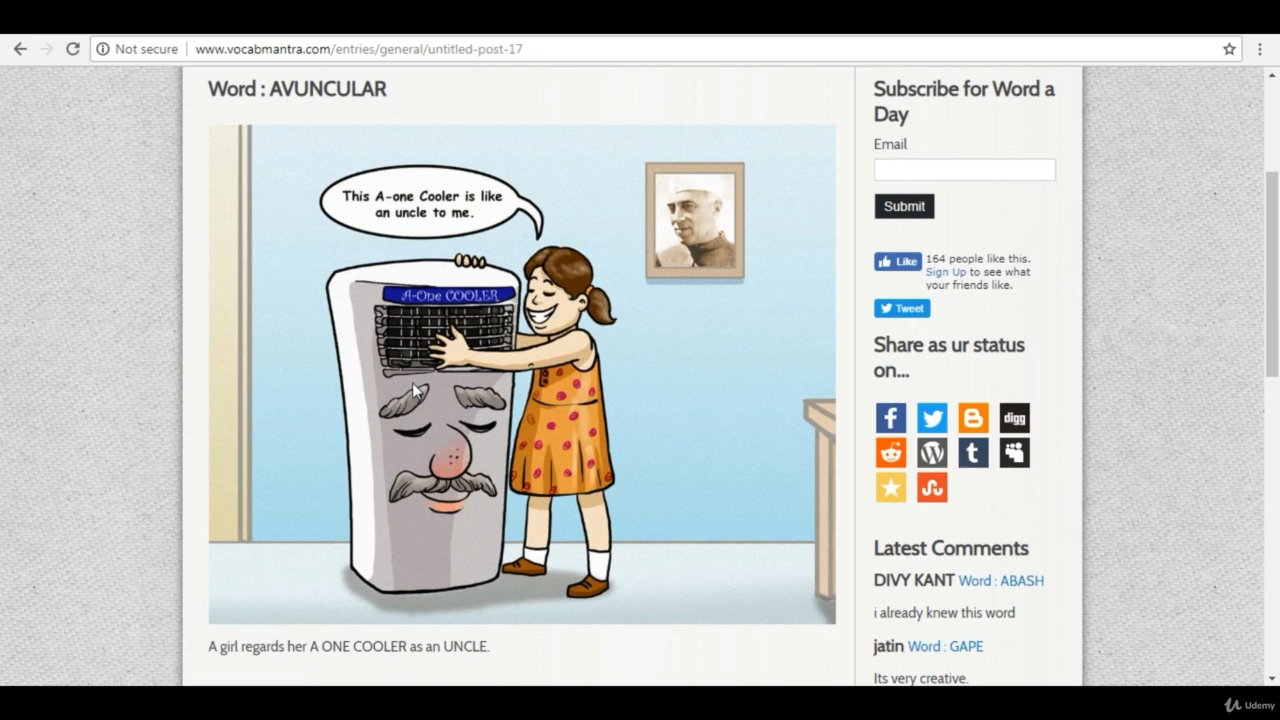 Not secure
www.vocabmantra.com/entries/general/untitled-post-17
Word : AVUNCULAR
This A-one Cooler is like
an uncle to me.
A-One COOLER
A girl regards her A ONE COOLER as an UNCLE.
Subscribe for Word a
Day
Email
Submit
Like
164 people like this.
Sign Up to see what
your friends like.
Tweet
Share as ur status
on...
digg
Latest Comments
DIVY KANT Word : ABASH
i already knew this word
jatin Word : GAPE
Its very creative.
Udemy